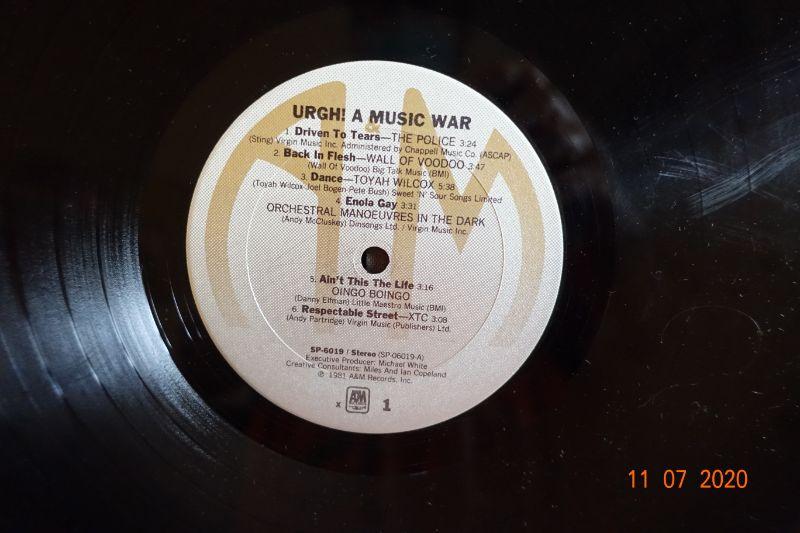 URGH! A MUSIC WAR
1. Driven To Tears—THE POLICE 3:24
(Sting) Virgin Music Inc. Administered by Chappell Music Co. (ASCAP)
2. Back In Flesh—WALL OF VOODOO 3:47
(Wall Of Voodoo) Big Talk Music (BMI)
3. Dance—TOYAH WILCOX 5:38
(Toyah Wilcox-Joel Bogen-Pete Bush) Sweet 'N' Sour Songs Limited
4. Enola Gay 3:31
ORCHESTRAL MANOEUVRES IN THE DARK
(Andy McCluskey) Dinsongs Ltd. / Virgin Music Inc.
5. Ain't This The Life 3:16
OINGO BOINGO
(Danny Elfman) Little Maestro Music (BMI)
6. Respectable Street—XTC 3:08
(Andy Partridge) Virgin Music (Publishers) Ltd.
SP-6019 / Stereo (SP-06019-A)
Executive Producer: Michael White
Creative Consultants: Miles And Ian Copeland
℗ 1981 A&M Records, Inc.
x A&M 1
11 07 2020